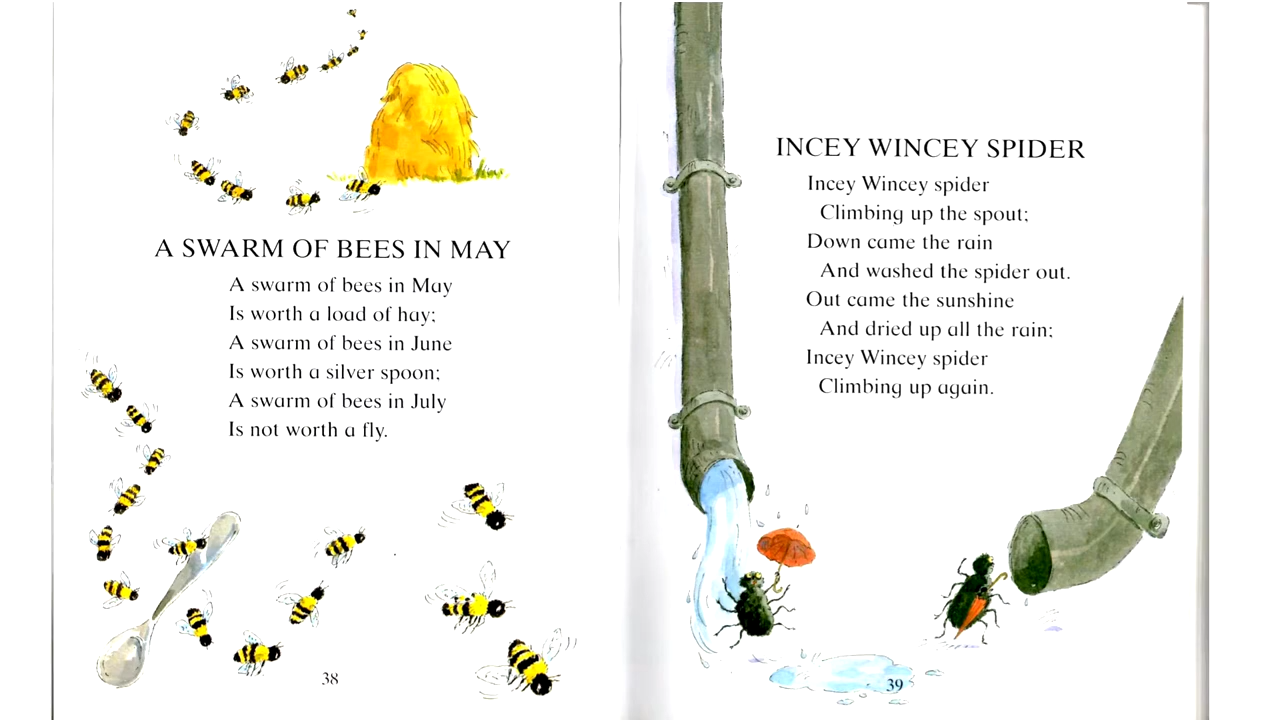 A SWARM OF BEES IN MAY
A swarm of bees in May
Is worth a load of hay;
A swarm of bees in June
Is worth a silver spoon;
A swarm of bees in July
Is not worth a fly.
38
INCEY WINCEY SPIDER
Incey Wincey spider
Climbing up the spout;
Down came the rain
And washed the spider out.
Out came the sunshine
And dried up all the rain;
Incey Wincey spider
Climbing up again.
39